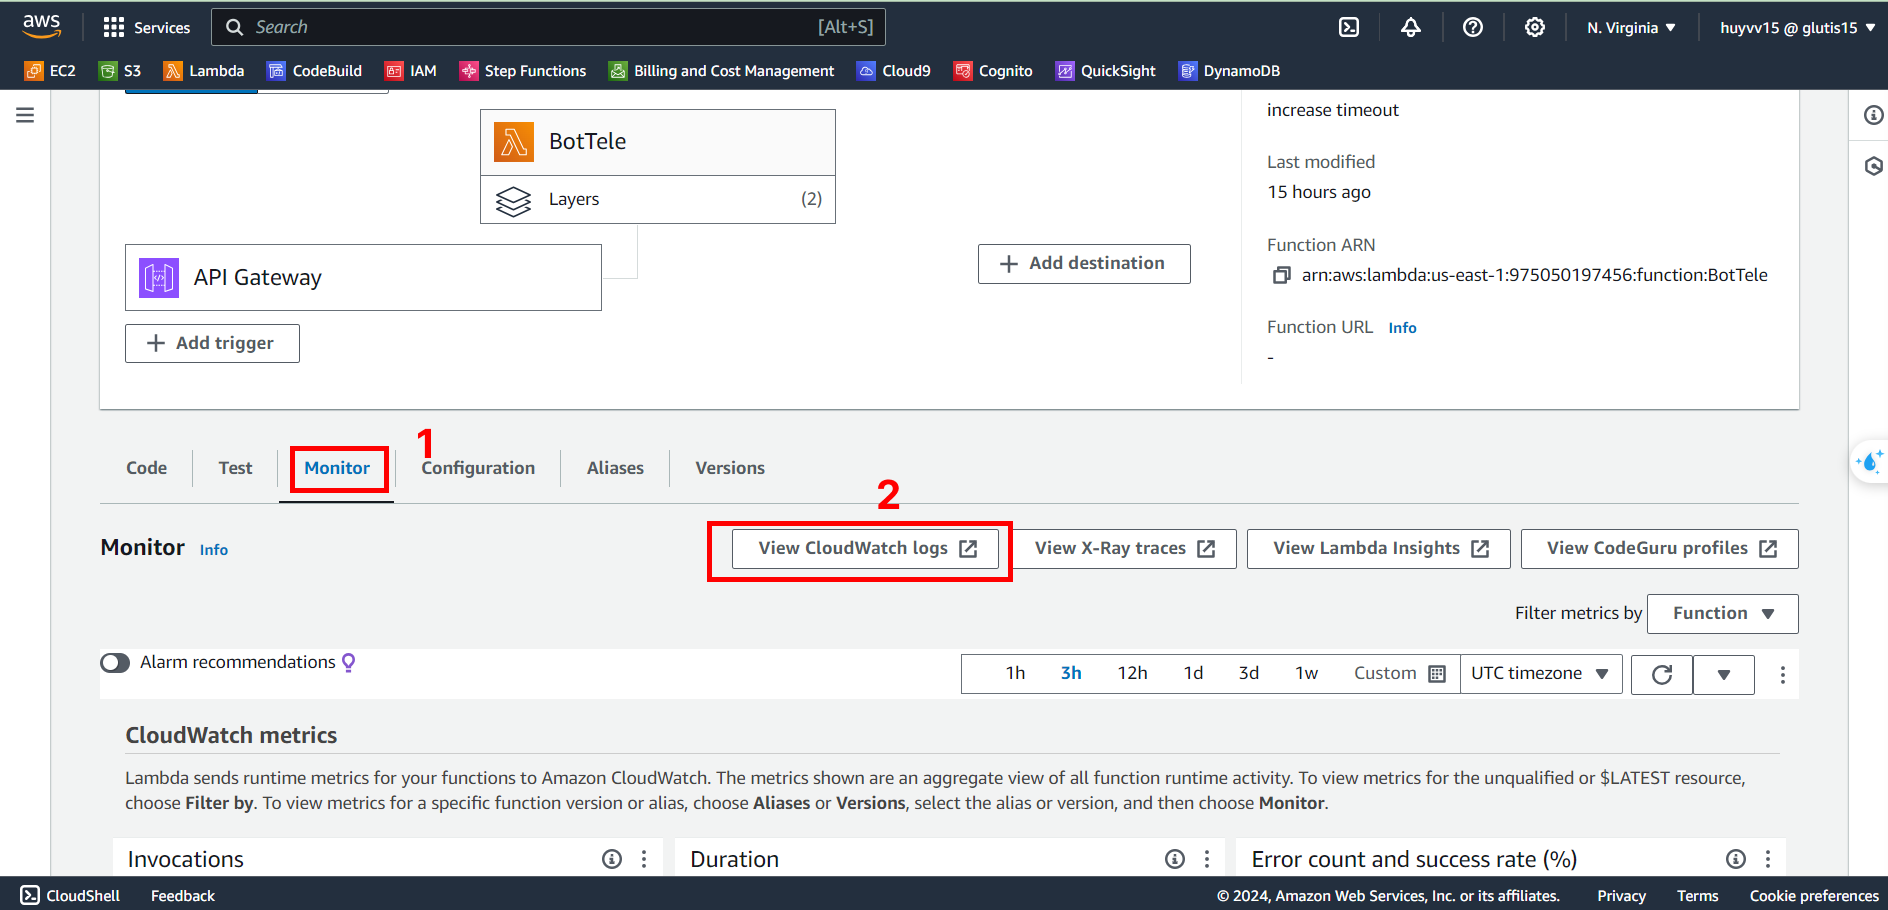 aws
Services
Search
[Alt+S]
N. Virginia
huyvv15 @ glutis15
EC2
S3
Lambda
CodeBuild
IAM
Step Functions
Billing and Cost Management
Cloud9
Cognito
QuickSight
DynamoDB
BotTele
Layers
(2)
API Gateway
Add trigger
Add destination
increase timeout
Last modified
15 hours ago
Function ARN
arn:aws:lambda:us-east-1:975050197456:function:BotTele
Function URL Info
-
Code
Test
Monitor
1
Configuration
Aliases
Versions
2
Monitor Info
View CloudWatch logs
View X-Ray traces
View Lambda Insights
View CodeGuru profiles
Filter metrics by
Function
Alarm recommendations
1h
3h
12h
1d
3d
1w
Custom
UTC timezone
CloudWatch metrics
Lambda sends runtime metrics for your functions to Amazon CloudWatch. The metrics shown are an aggregate view of all function runtime activity. To view metrics for the unqualified or $LATEST resource,
choose Filter by. To view metrics for a specific function version or alias, choose Aliases or Versions, select the alias or version, and then choose Monitor.
Invocations
Duration
Error count and success rate (%)
CloudShell
Feedback
© 2024, Amazon Web Services, Inc. or its affiliates.
Privacy
Terms
Cookie preferences